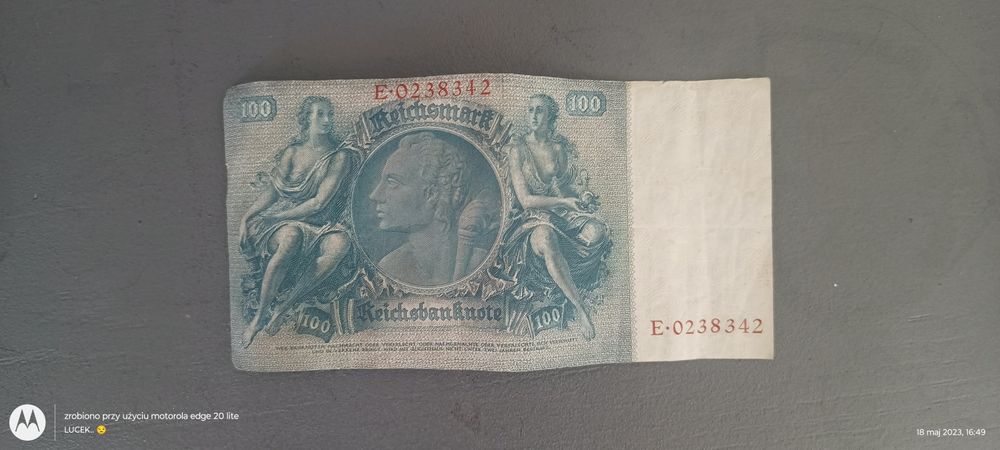 E·0238342
100
Reichsmark
100
Reichsbanknote
100
100
E·0238342
zrobiono przy użyciu motorola edge 20 lite
LUCEK.. 😔
18 maj 2023, 16:49